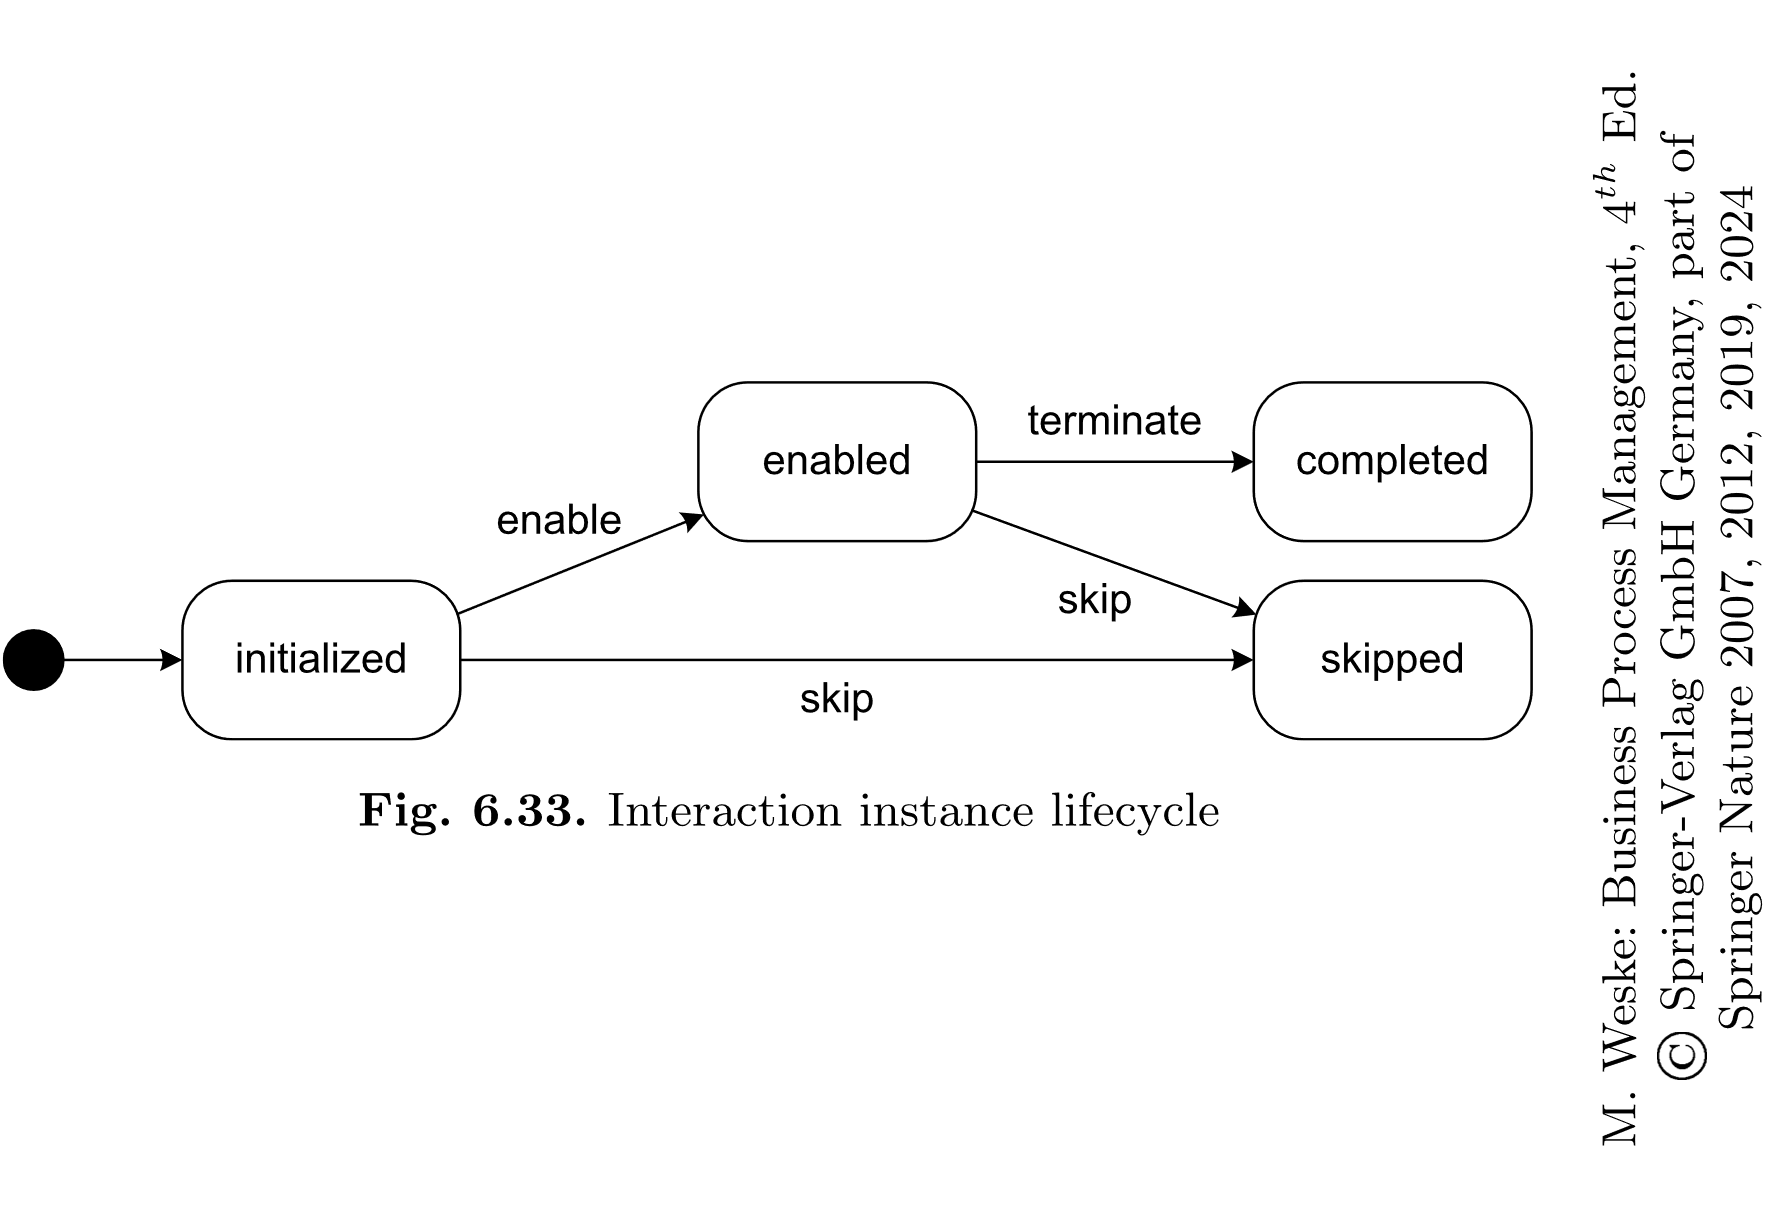 enabled
terminate
completed
enable
skip
initialized
skipped
skip
Fig. 6.33. Interaction instance lifecycle
M. Weske: Business Process Management, 4th Ed.
© Springer-Verlag GmbH Germany, part of
Springer Nature 2007, 2012, 2019, 2024